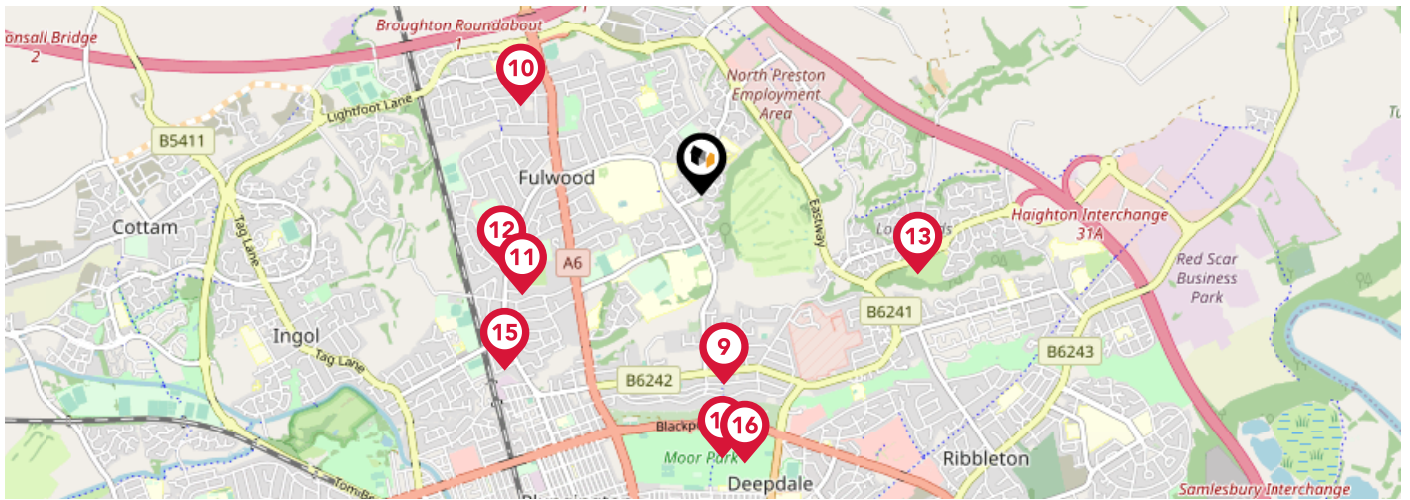 Broughton Roundabout
1
onsall Bridge
2
10
North Preston
Employment
Area
Lightfoot Lane
B5411
Fulwood
Cottam
Tag Lane
Eastway
12
11
13
Haighton Interchange
31A
A6
Red Scar
Business
Park
B6241
Ingol
15
9
Tag Lane
B6242
B6243
16
Moor Park
Ribbleton
Deepdale
Samlesbury Interchange